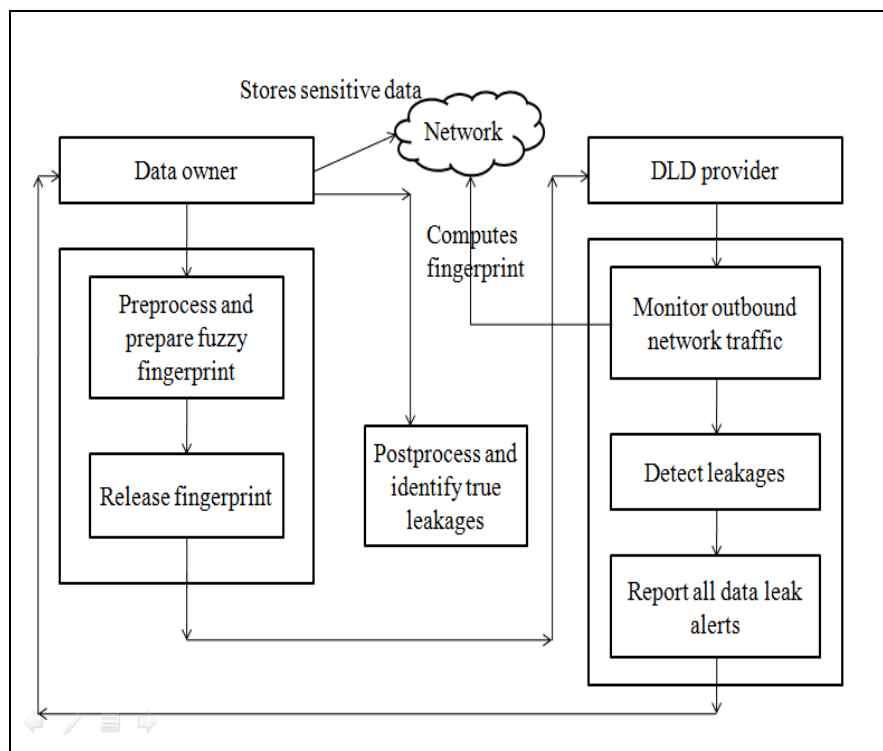 Stores sensitive data
Network
Data owner
DLD provider
Computes
fingerprint
Preprocess and
prepare fuzzy
fingerprint
Release fingerprint
Postprocess and
identify true
leakages
Monitor outbound
network traffic
Detect leakages
Report all data leak
alerts